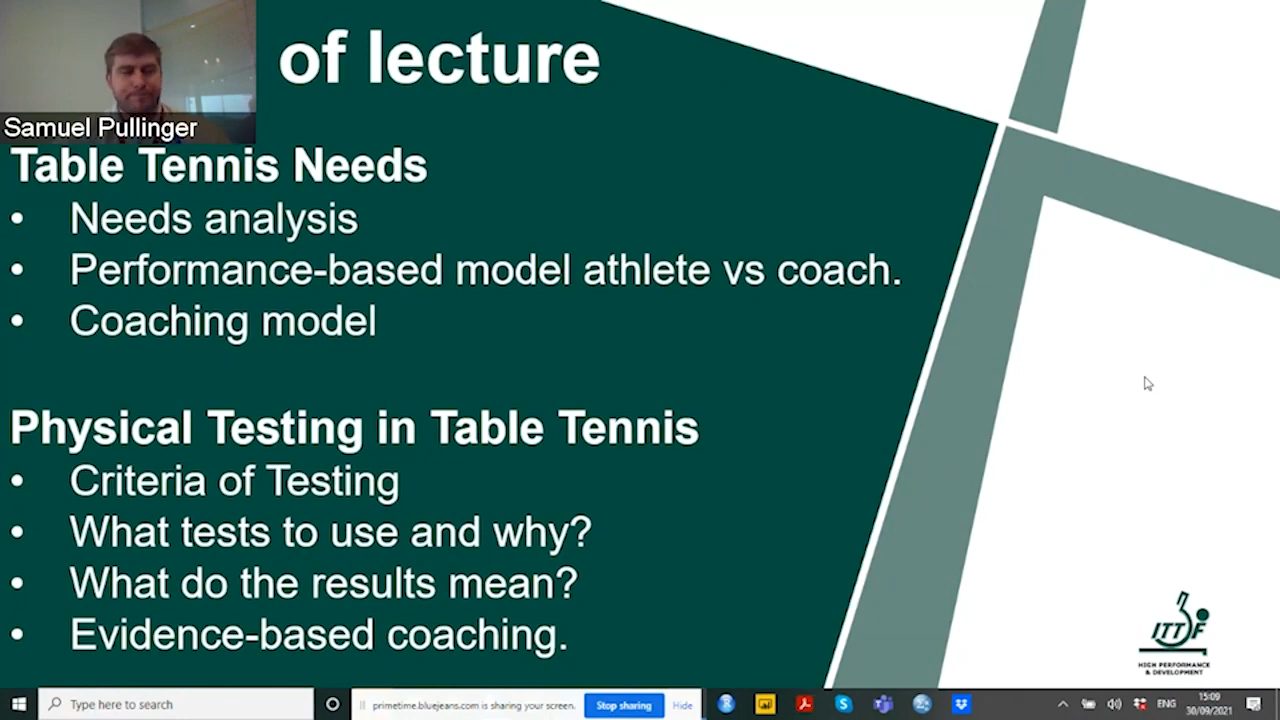 of lecture
Samuel Pullinger
Table Tennis Needs
• Needs analysis
• Performance-based model athlete vs coach.
• Coaching model
Physical Testing in Table Tennis
• Criteria of Testing
• What tests to use and why?
• What do the results mean?
• Evidence-based coaching.
ITTF
HIGH PERFORMANCE
& DEVELOPMENT
Type here to search
primetime.bluejeans.com is sharing your screen.
Stop sharing
Hide
ENG
15:09
30/09/2021